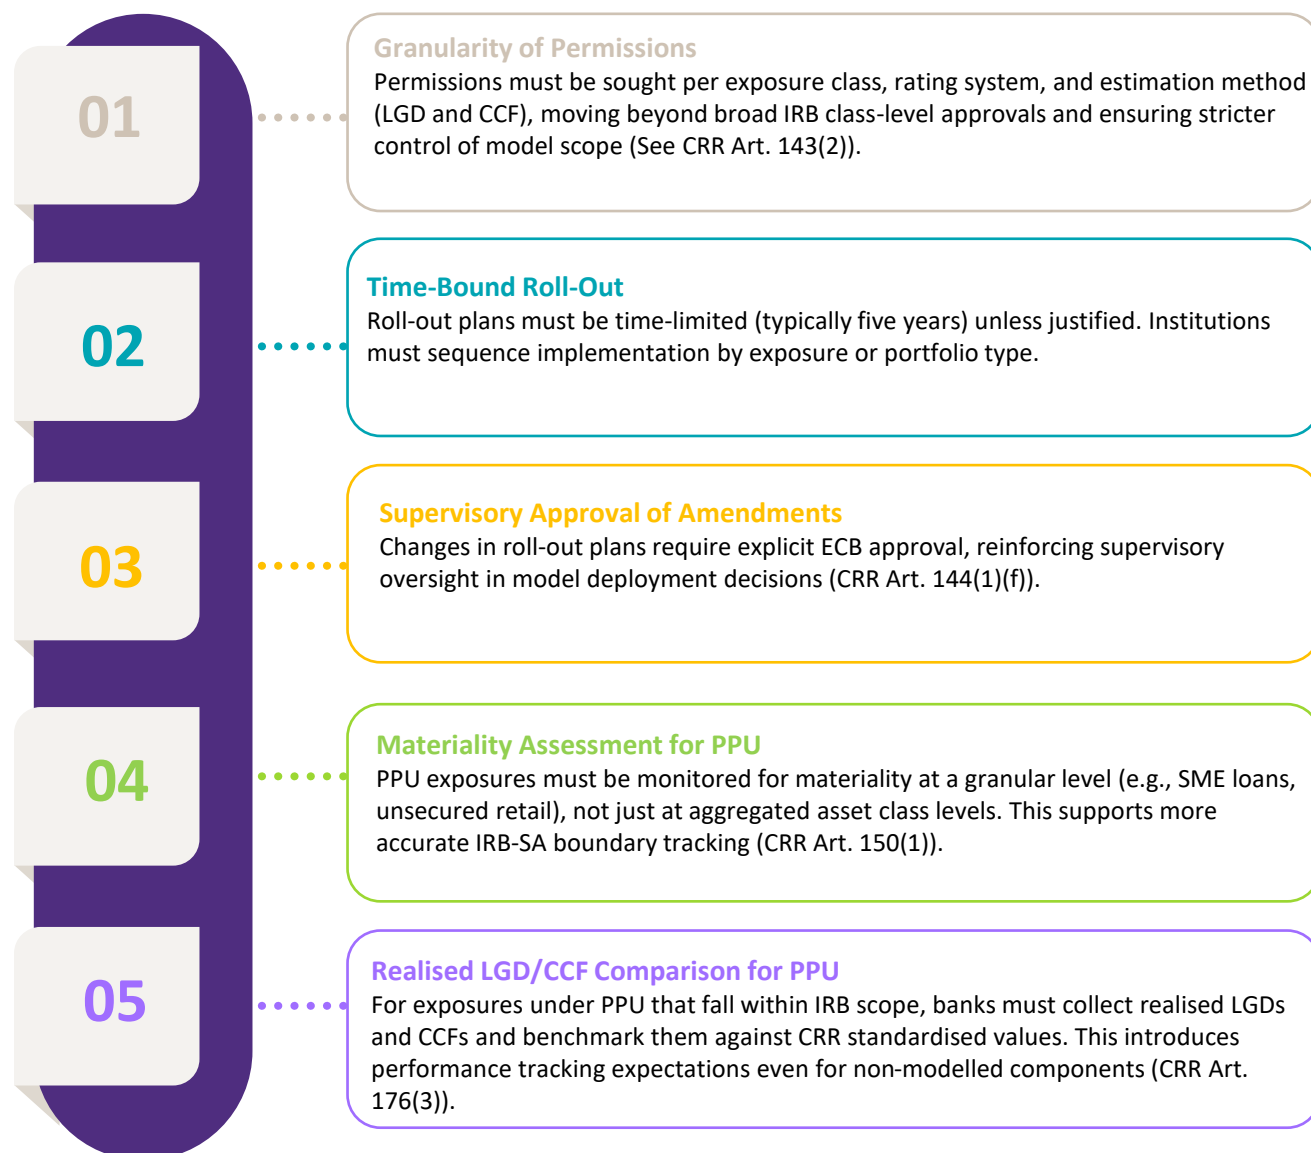 01
Granularity of Permissions
Permissions must be sought per exposure class, rating system, and estimation method
(LGD and CCF), moving beyond broad IRB class-level approvals and ensuring stricter
control of model scope (See CRR Art. 143(2)).
02
Time-Bound Roll-Out
Roll-out plans must be time-limited (typically five years) unless justified. Institutions
must sequence implementation by exposure or portfolio type.
03
Supervisory Approval of Amendments
Changes in roll-out plans require explicit ECB approval, reinforcing supervisory
oversight in model deployment decisions (CRR Art. 144(1)(f)).
04
Materiality Assessment for PPU
PPU exposures must be monitored for materiality at a granular level (e.g., SME loans,
unsecured retail), not just at aggregated asset class levels. This supports more
accurate IRB-SA boundary tracking (CRR Art. 150(1)).
05
Realised LGD/CCF Comparison for PPU
For exposures under PPU that fall within IRB scope, banks must collect realised LGDs
and CCFs and benchmark them against CRR standardised values. This introduces
performance tracking expectations even for non-modelled components (CRR Art.
176(3)).